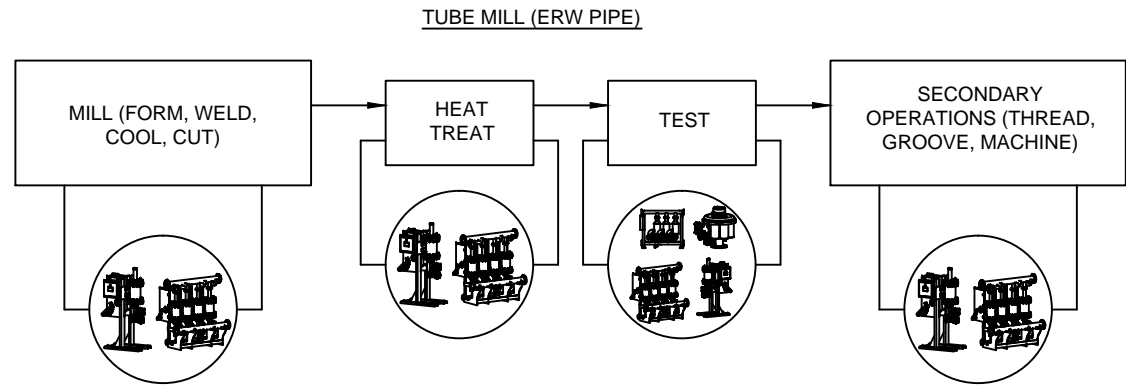 TUBE MILL (ERW PIPE)
MILL (FORM, WELD,
COOL, CUT)
HEAT
TREAT
TEST
SECONDARY
OPERATIONS (THREAD,
GROOVE, MACHINE)